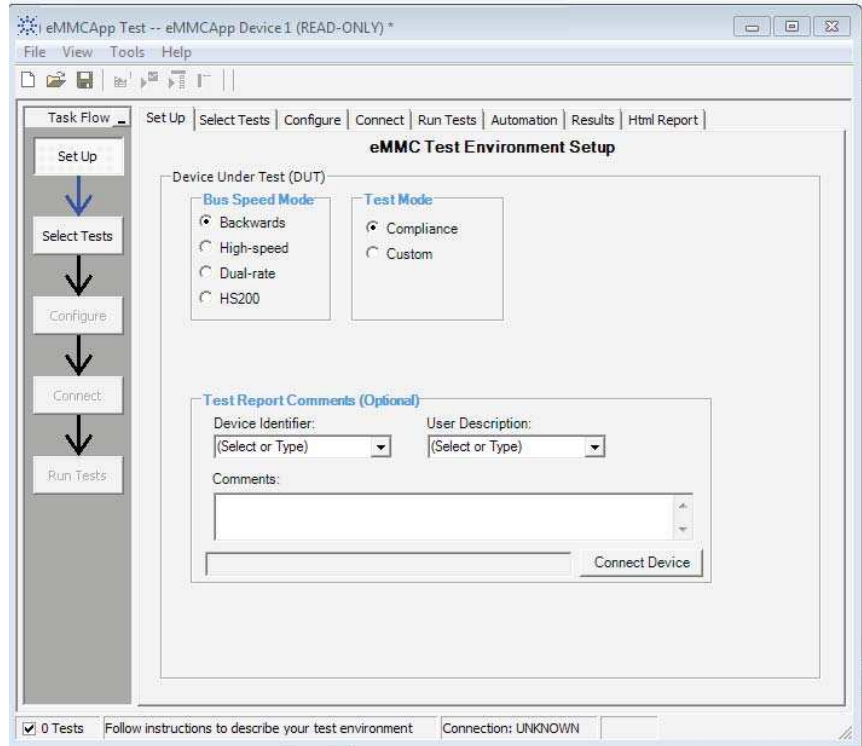 eMMCApp Test -- eMMCApp Device 1 (READ-ONLY) *
File View Tools Help
Task Flow _
Set Up
Select Tests
Configure
Connect
Run Tests
Set Up Select Tests Configure Connect Run Tests Automation Results Html Report
eMMC Test Environment Setup
Device Under Test (DUT)
Bus Speed Mode
Backwards
High-speed
Dual-rate
HS200
Test Mode
Compliance
Custom
Test Report Comments (Optional)
Device Identifier:
(Select or Type)
User Description:
(Select or Type)
Comments:
Connect Device
0 Tests Follow instructions to describe your test environment Connection: UNKNOWN